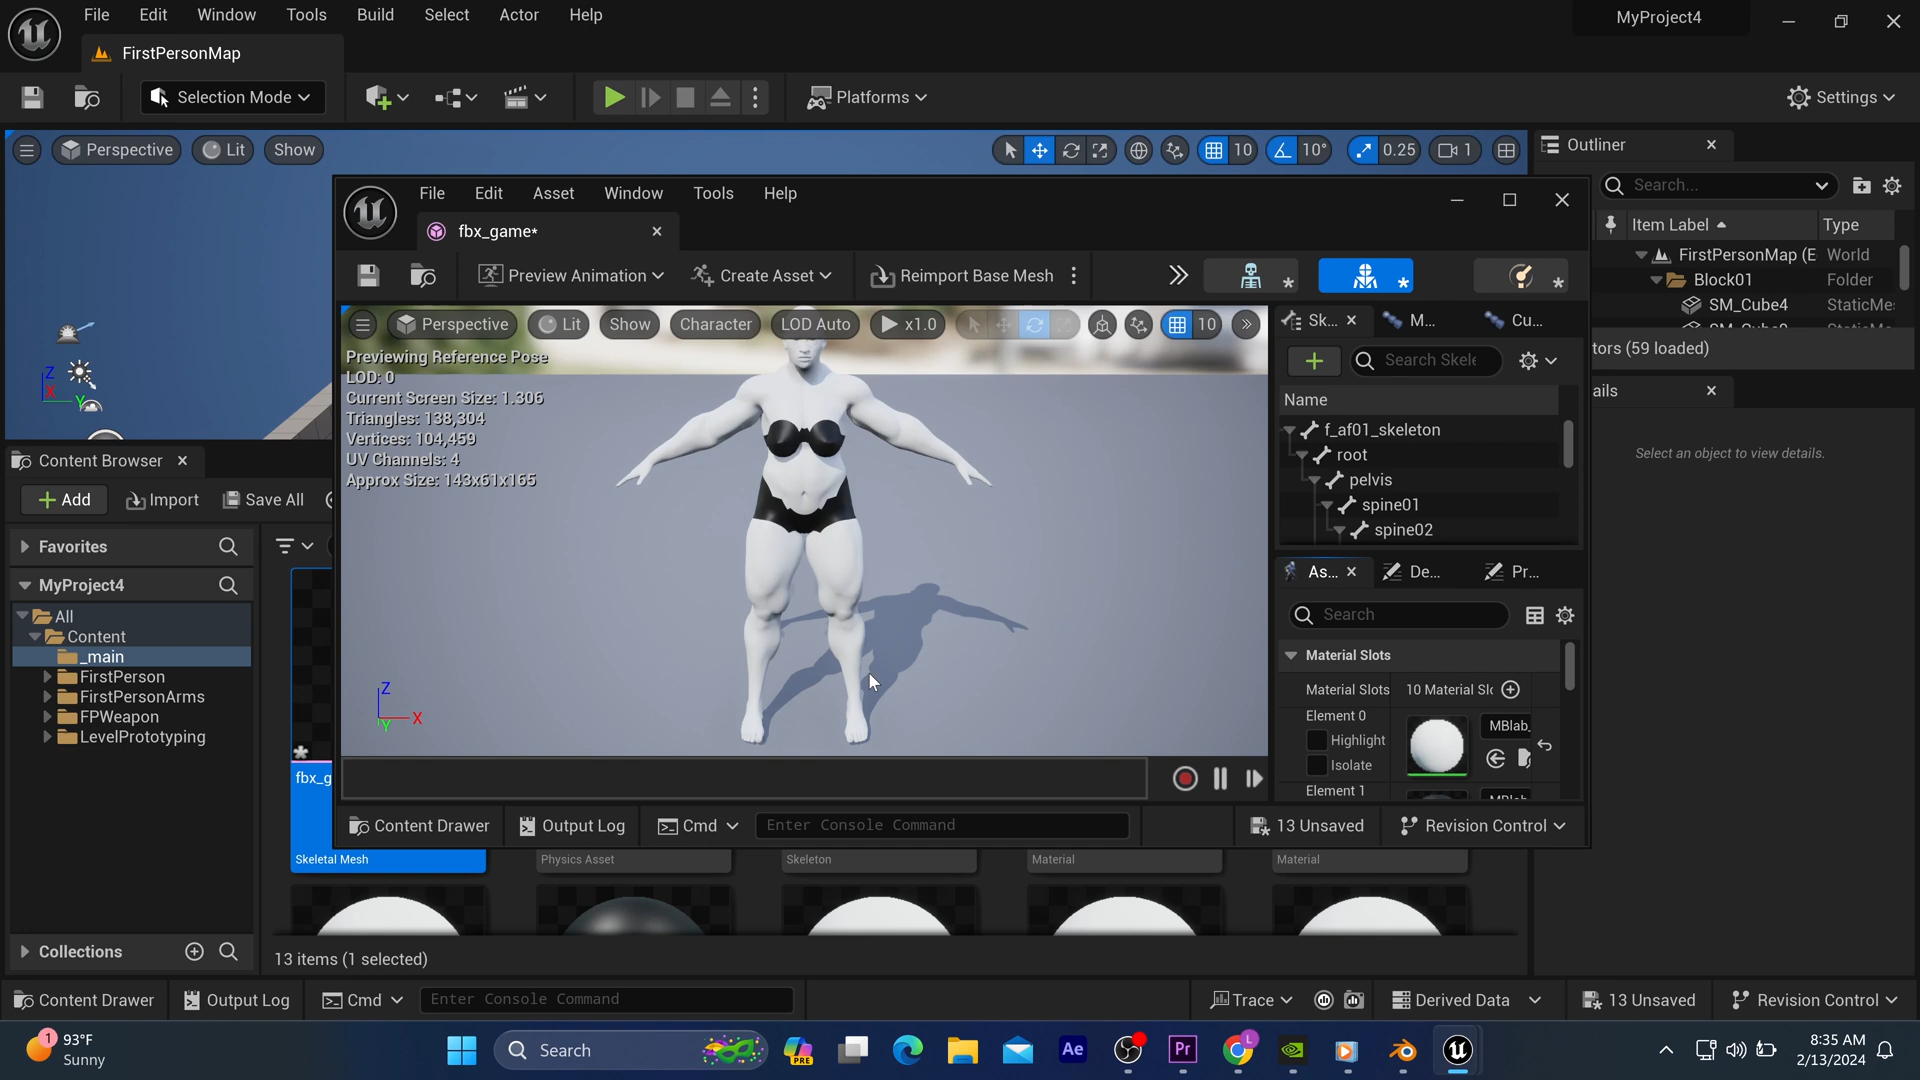 File Edit Window Tools Build Select Actor Help MyProject4
FirstPersonMap
Selection Mode Platforms Settings
Perspective Lit Show 10 10° 0.25 1 Outliner
File Edit Asset Window Tools Help
Search...
fbx_game*
Item Label Type
Preview Animation Create Asset Reimport Base Mesh
FirstPersonMap (E World
Block01 Folder
SM_Cube4 StaticMe
Perspective Lit Show Character LOD Auto x1.0 10 Sk... M... Cu...
tors (59 loaded)
Previewing Reference Pose
LOD: 0
Current Screen Size: 1.306
Triangles: 138,304
Vertices: 104,459
UV Channels: 4
Approx Size: 143x61x165
Search Skele
ails
Name
f_af01_skeleton
root
pelvis
spine01
spine02
Select an object to view details.
Content Browser
Add Import Save All
Favorites
MyProject4
All
Content
_main
FirstPerson
FirstPersonArms
FPWeapon
LevelPrototyping
Z
X
Y
Z
X
Y
As... De... Pr...
Search
Material Slots
Material Slots 10 Material Slo
Element 0
MBlab_
Highlight
Isolate
Element 1
fbx_g
Content Drawer Output Log Cmd Enter Console Command 13 Unsaved Revision Control
Skeletal Mesh Physics Asset Skeleton Material Material
Collections
13 items (1 selected)
Content Drawer Output Log Cmd Enter Console Command Trace Derived Data 13 Unsaved Revision Control
1
93°F
Sunny
Search
PRE
Ae
Pr
L
8:35 AM
2/13/2024